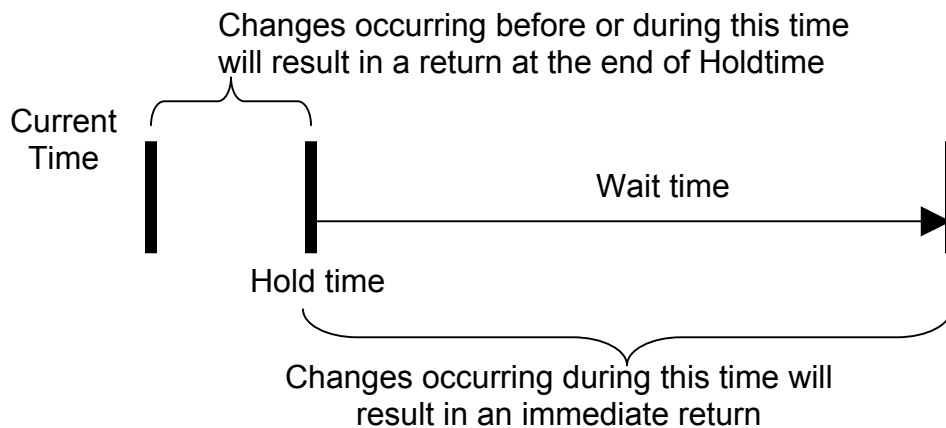 Changes occurring before or during this time
will result in a return at the end of Holdtime
Current
Time
Wait time
Hold time
Changes occurring during this time will
result in an immediate return